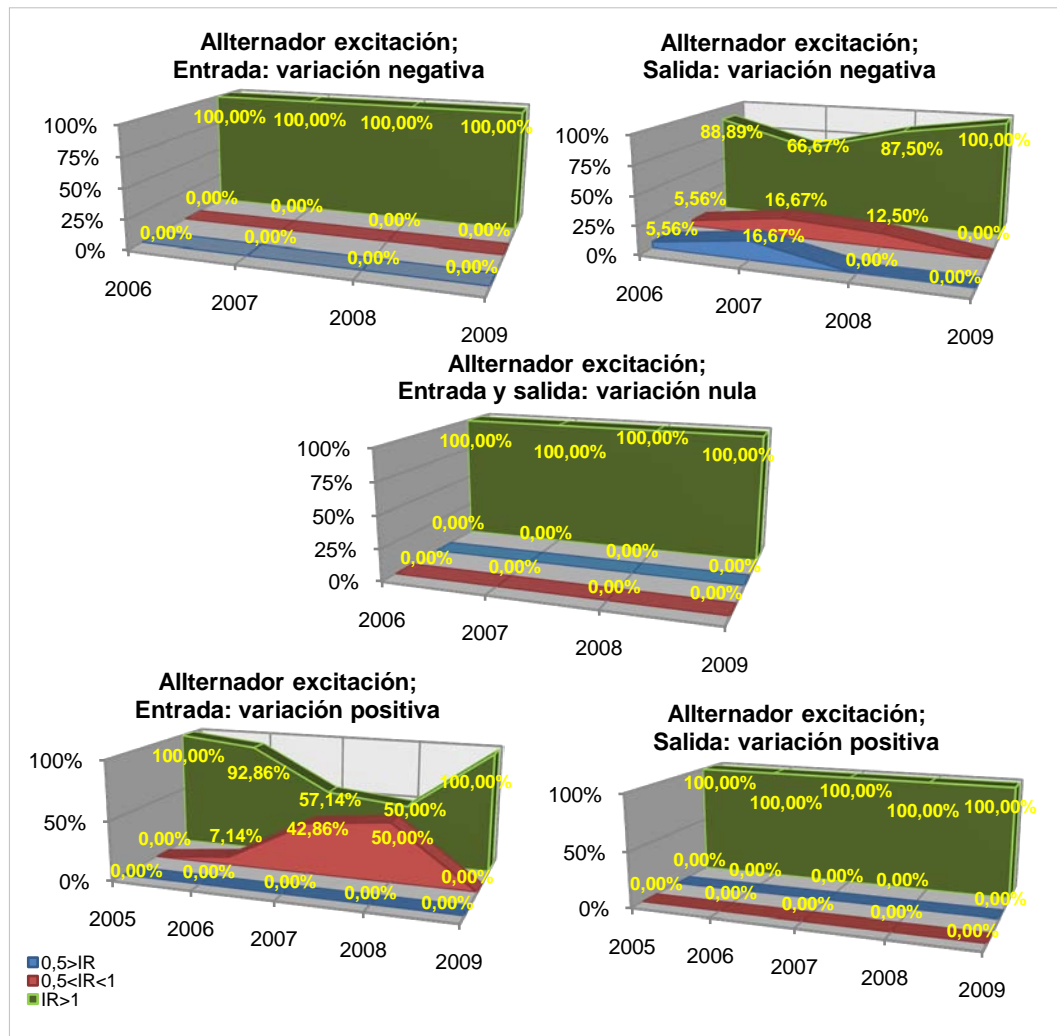 Allternador excitación;
Entrada: variación negativa
100%
75%
50%
25%
0%
100,00% 100,00% 100,00% 100,00%
0,00% 0,00% 0,00% 0,00%
0,00% 0,00% 0,00% 0,00%
2006 2007 2008 2009
Allternador excitación;
Salida: variación negativa
100%
75%
50%
25%
0%
88,89% 66,67% 87,50% 100,00%
5,56% 16,67% 12,50% 0,00%
5,56% 16,67% 0,00% 0,00%
2006 2007 2008 2009
Allternador excitación;
Entrada y salida: variación nula
100%
75%
50%
25%
0%
100,00% 100,00% 100,00% 100,00%
0,00% 0,00% 0,00% 0,00%
0,00% 0,00% 0,00% 0,00%
2006 2007 2008 2009
Allternador excitación;
Entrada: variación positiva
100%
50%
0%
100,00% 92,86% 57,14% 50,00% 100,00%
0,00% 7,14% 42,86% 50,00% 0,00%
0,00% 0,00% 0,00% 0,00% 0,00%
2005 2006 2007 2008 2009
Allternador excitación;
Salida: variación positiva
100%
50%
0%
100,00% 100,00% 100,00% 100,00% 100,00%
0,00% 0,00% 0,00% 0,00% 0,00%
0,00% 0,00% 0,00% 0,00% 0,00%
2005 2006 2007 2008 2009
0,5>IR
0,5<IR<1
IR>1